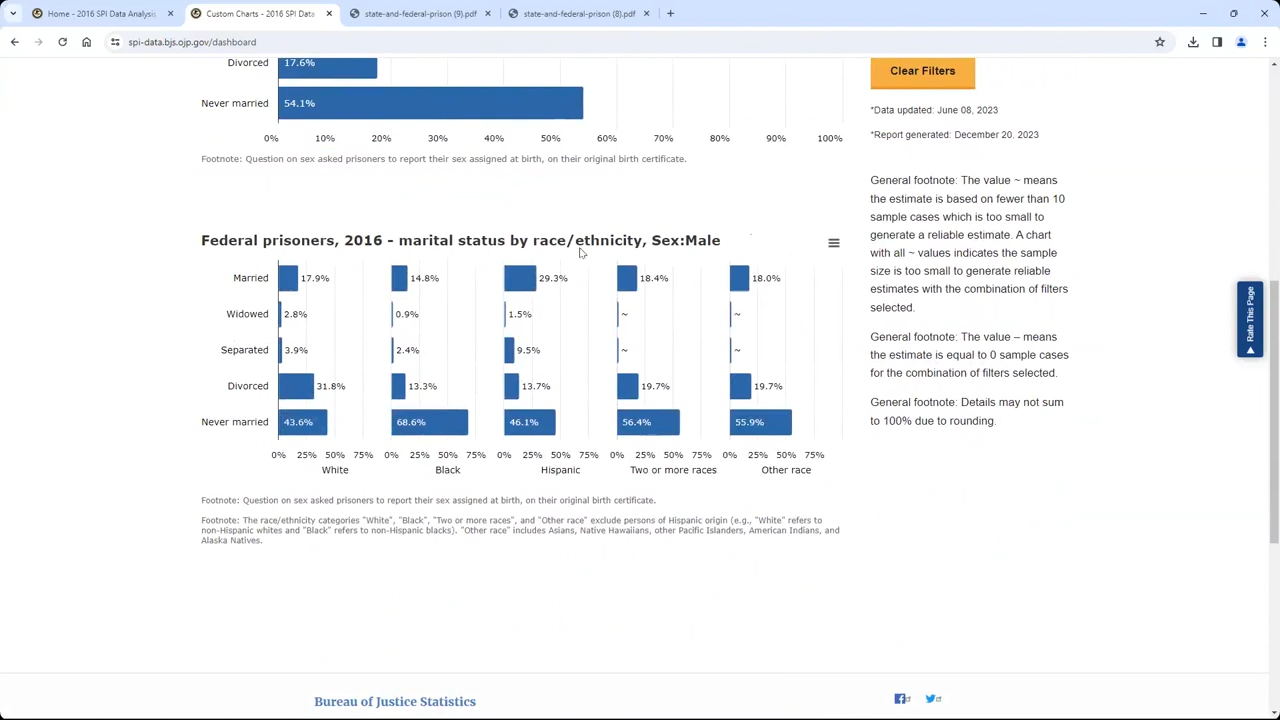 Home - 2016 SPI Data Analysis
Custom Charts - 2016 SPI Data
state-and-federal-prison (9).pdf
state-and-federal-prison (8).pdf
spi-data.bjs.ojp.gov/dashboard
Divorced 17.6%
Never married 54.1%
0% 10% 20% 30% 40% 50% 60% 70% 80% 90% 100%
Footnote: Question on sex asked prisoners to report their sex assigned at birth, on their original birth certificate.
Federal prisoners, 2016 - marital status by race/ethnicity, Sex:Male
Married 17.9% 14.8% 29.3% 18.4% 18.0%
Widowed 2.8% 0.9% 1.5% ~ ~
Separated 3.9% 2.4% 9.5% ~ ~
Divorced 31.8% 13.3% 13.7% 19.7% 19.7%
Never married 43.6% 68.6% 46.1% 56.4% 55.9%
0% 25% 50% 75% 0% 25% 50% 75% 0% 25% 50% 75% 0% 25% 50% 75% 0% 25% 50% 75%
White Black Hispanic Two or more races Other race
Footnote: Question on sex asked prisoners to report their sex assigned at birth, on their original birth certificate.
Footnote: The race/ethnicity categories "White", "Black", "Two or more races", and "Other race" exclude persons of Hispanic origin (e.g., "White" refers to
non-Hispanic whites and "Black" refers to non-Hispanic blacks). "Other race" includes Asians, Native Hawaiians, other Pacific Islanders, American Indians, and
Alaska Natives.
Clear Filters
*Data updated: June 08, 2023
*Report generated: December 20, 2023
General footnote: The value ~ means
the estimate is based on fewer than 10
sample cases which is too small to
generate a reliable estimate. A chart
with all ~ values indicates the sample
size is too small to generate reliable
estimates with the combination of filters
selected.
General footnote: The value – means
the estimate is equal to 0 sample cases
for the combination of filters selected.
General footnote: Details may not sum
to 100% due to rounding.
Rate This Page
Bureau of Justice Statistics